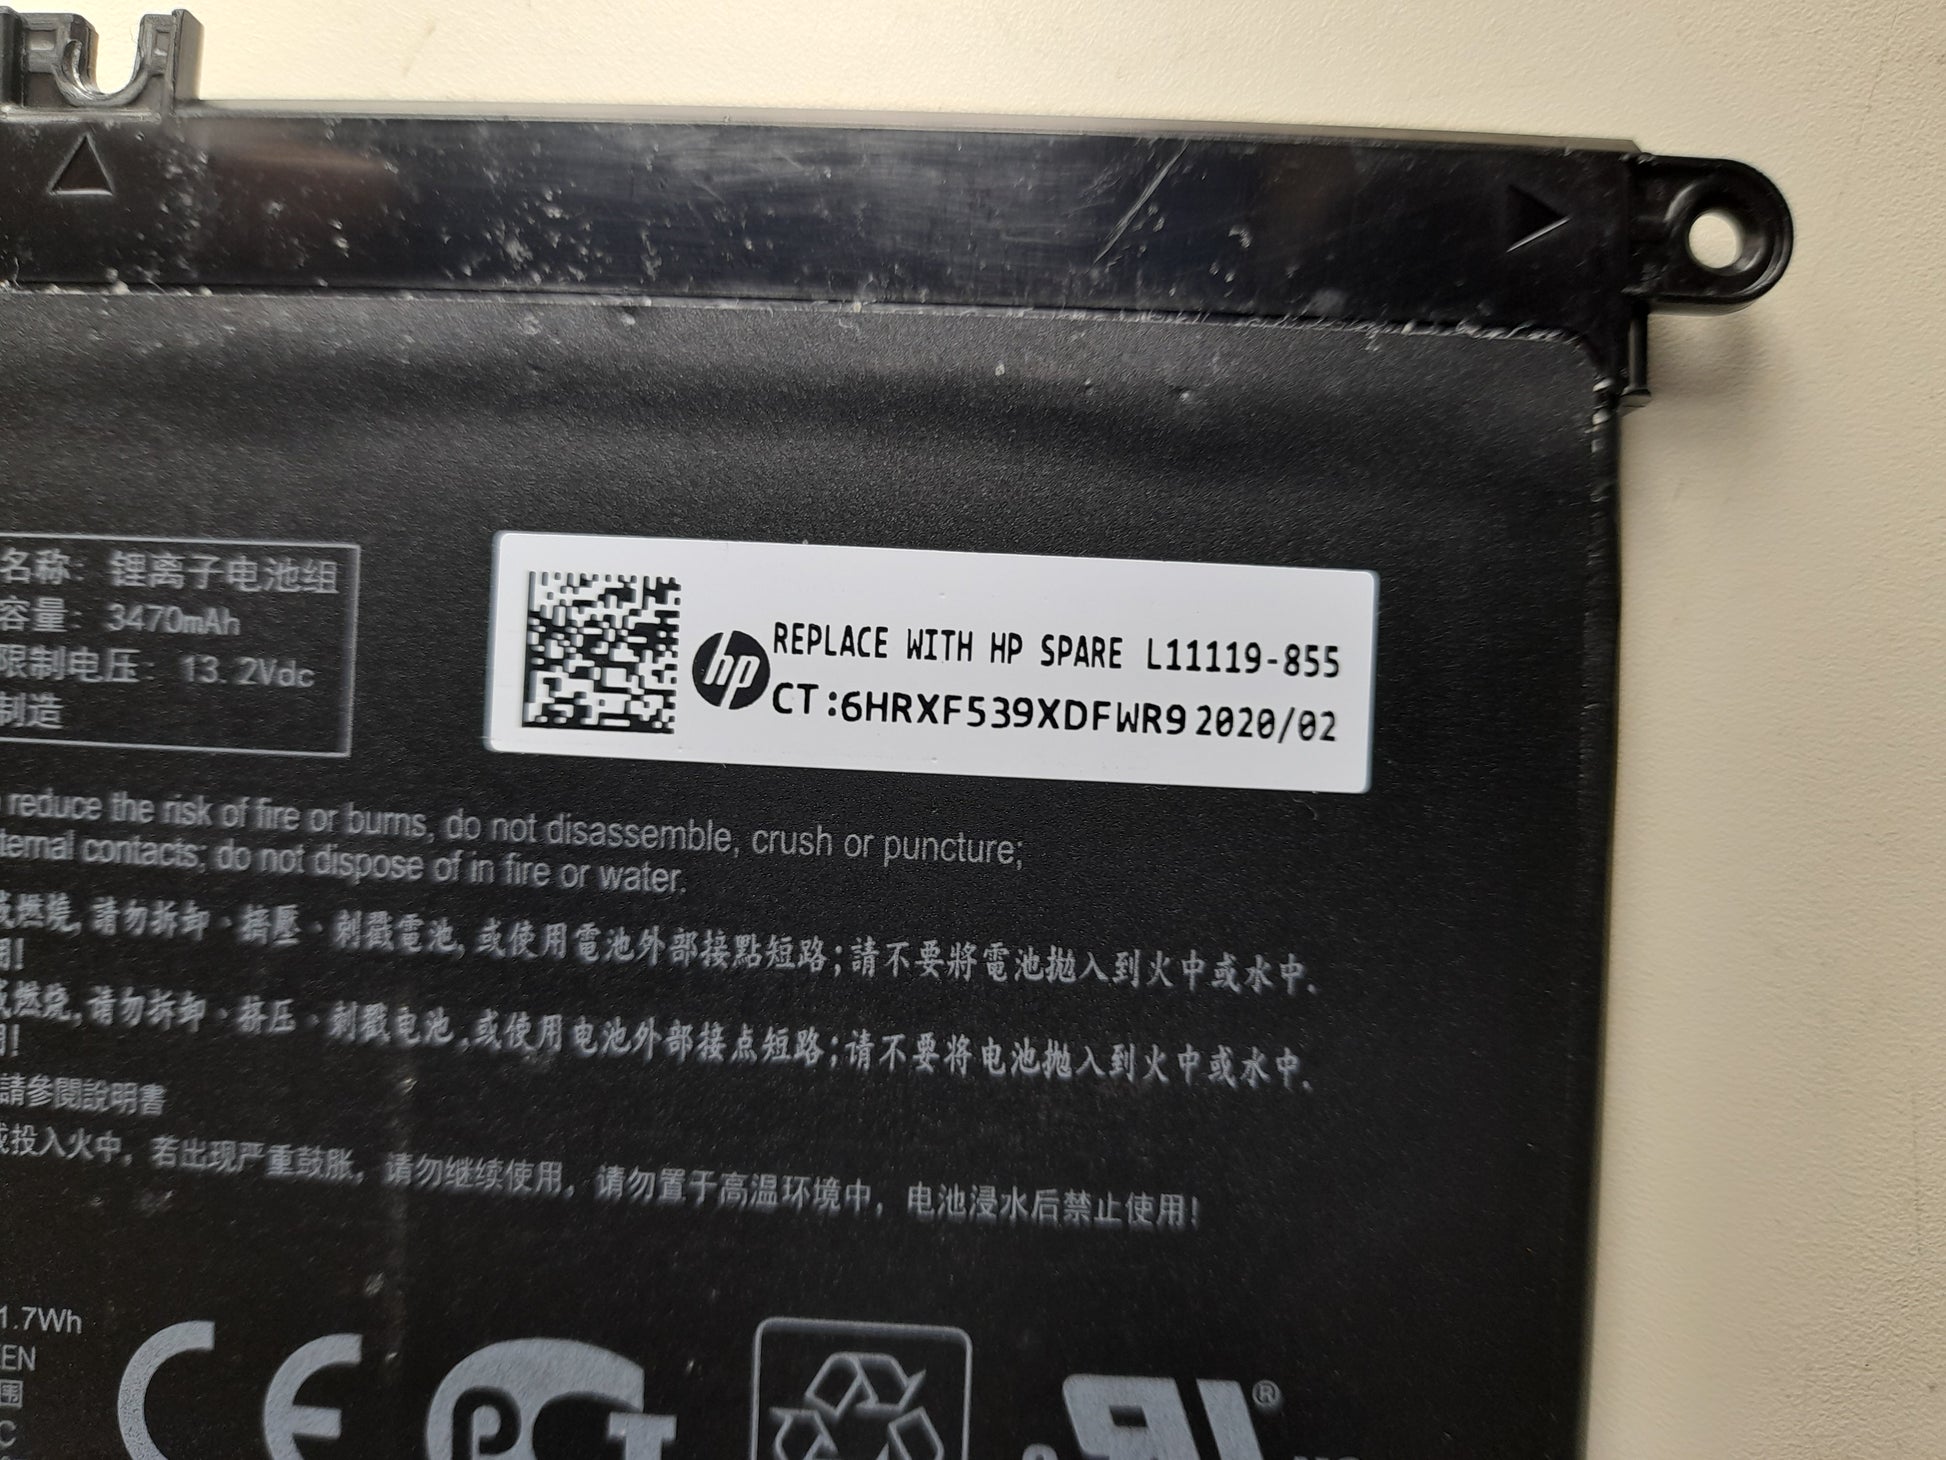 名称: 锂离子电池组
容量: 3470mAh
限制电压: 13.2Vdc
制造
hp
REPLACE WITH HP SPARE L11119-855
CT:6HRXF539XDFWR9 2020/02
reduce the risk of fire or burns, do not disassemble, crush or puncture;
ternal contacts; do not dispose of in fire or water.
或燃燒, 請勿拆卸、擠壓、刺戳電池, 或使用電池外部接點短路; 請不要將電池拋入到火中或水中.
用!
或燃烧, 请勿拆卸、挤压、刺戳电池, 或使用电池外部接点短路; 请不要将电池抛入到火中或水中.
用!
請參閱說明書
或投入火中, 若出现严重鼓胀, 请勿继续使用, 请勿置于高温环境中, 电池浸水后禁止使用!
1.7Wh
EN
C
CE
®